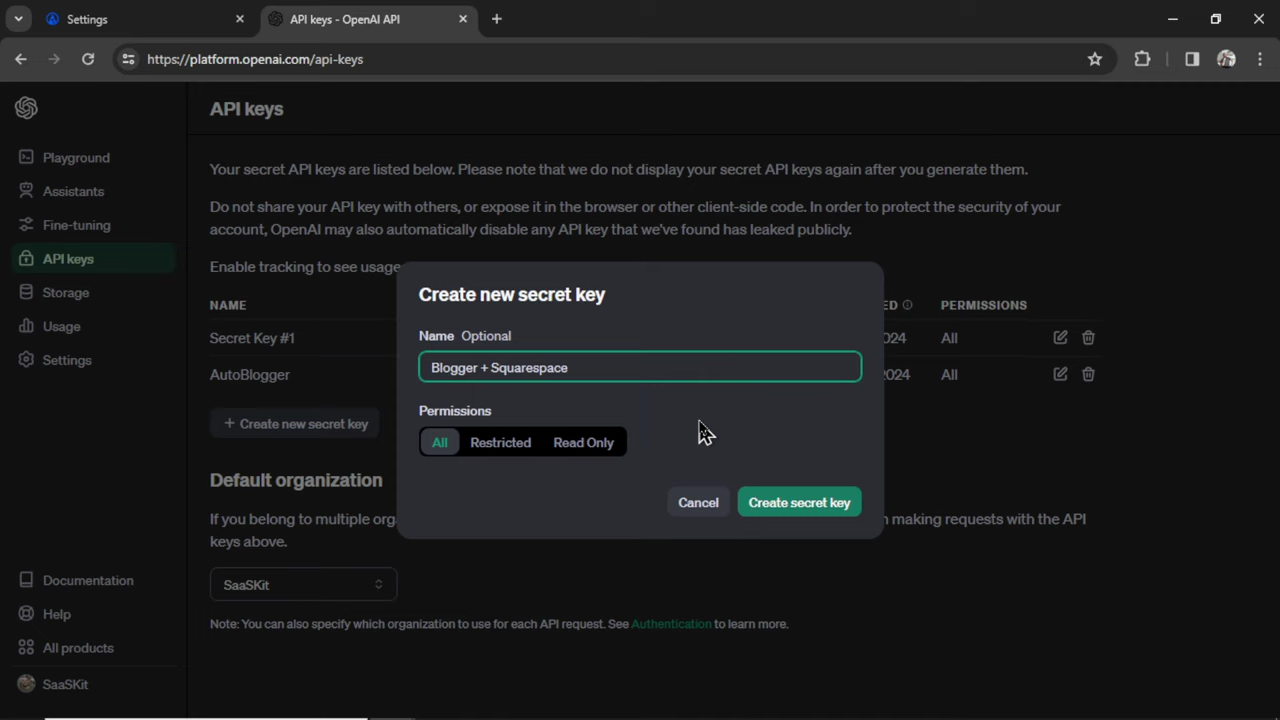 Settings
API keys - OpenAI API
https://platform.openai.com/api-keys
API keys
Playground
Assistants
Fine-tuning
API keys
Storage
Usage
Settings
Your secret API keys are listed below. Please note that we do not display your secret API keys again after you generate them.
Do not share your API key with others, or expose it in the browser or other client-side code. In order to protect the security of your
account, OpenAI may also automatically disable any API key that we've found has leaked publicly.
Enable tracking to see usage
NAME
ED
PERMISSIONS
Secret Key #1
024
All
AutoBlogger
2024
All
+ Create new secret key
Create new secret key
Name Optional
Blogger + Squarespace
Permissions
All
Restricted
Read Only
Cancel
Create secret key
Default organization
If you belong to multiple org
making requests with the API
keys above.
SaaSKit
Note: You can also specify which organization to use for each API request. See Authentication to learn more.
Documentation
Help
All products
SaaSKit